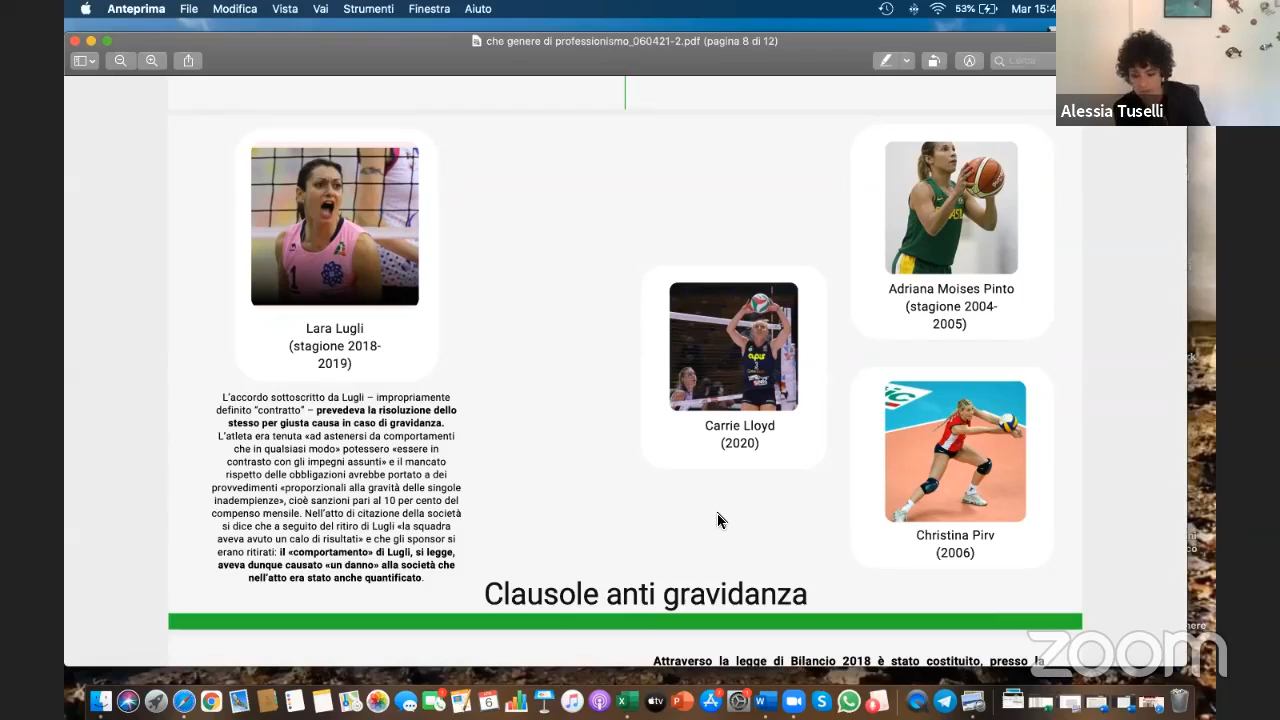 Anteprima File Modifica Vista Vai Strumenti Finestra Aiuto
53% Mar 15:4
che genere di professionismo_060421-2.pdf (pagina 8 di 12)
Cerca
Alessia Tuselli
Lara Lugli
(stagione 2018-
2019)
L'accordo sottoscritto da Lugli – impropriamente
definito “contratto” – prevedeva la risoluzione dello
stesso per giusta causa in caso di gravidanza.
L'atleta era tenuta «ad astenersi da comportamenti
che in qualsiasi modo» potessero «essere in
contrasto con gli impegni assunti» e il mancato
rispetto delle obbligazioni avrebbe portato a dei
provvedimenti «proporzionali alla gravità delle singole
inadempienze», cioè sanzioni pari al 10 per cento del
compenso mensile. Nell'atto di citazione della società
si dice che a seguito del ritiro di Lugli «la squadra
aveva avuto un calo di risultati» e che gli sponsor si
erano ritirati: il «comportamento» di Lugli, si legge,
aveva dunque causato «un danno» alla società che
nell'atto era stato anche quantificato.
Carrie Lloyd
(2020)
Adriana Moises Pinto
(stagione 2004-
2005)
Christina Pirv
(2006)
Clausole anti gravidanza
Attraverso la legge di Bilancio 2018 è stato costituito, presso la
zoom